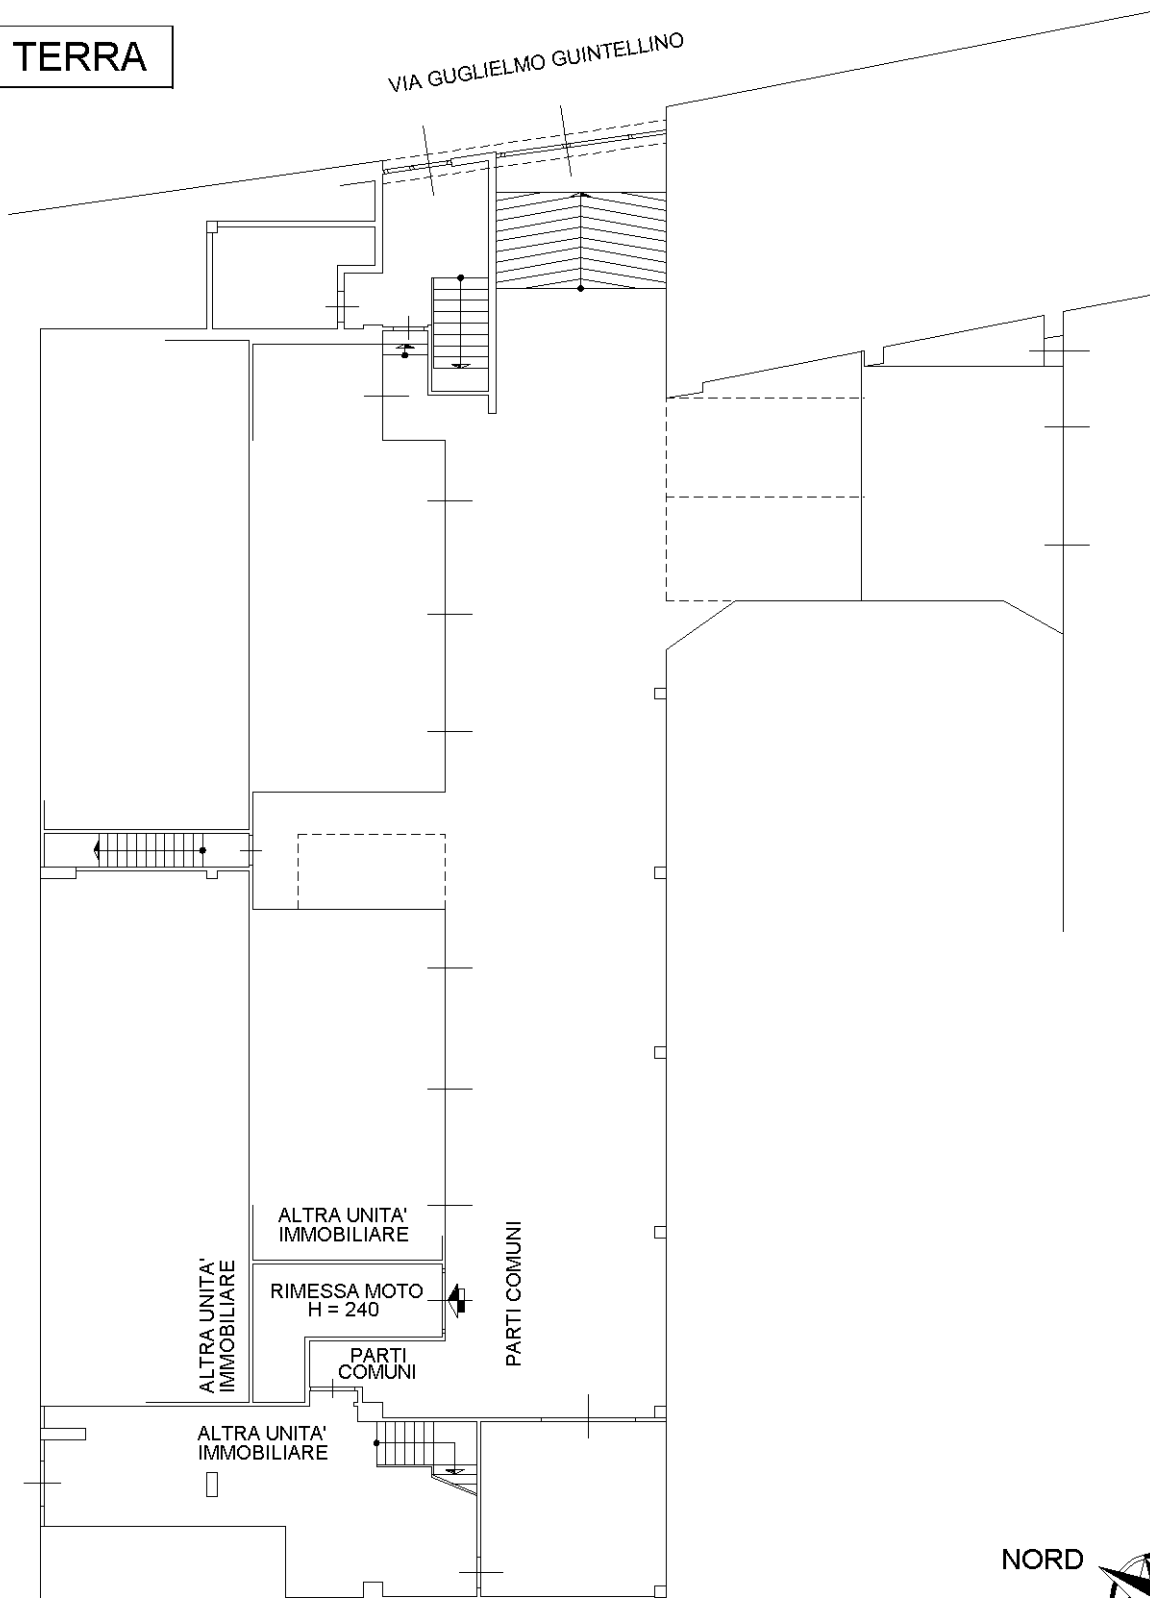 TERRA
VIA GUGLIELMO GUINTELLINO
ALTRA UNITA'
IMMOBILIARE
ALTRA UNITA'
IMMOBILIARE
RIMESSA MOTO
H = 240
PARTI COMUNI
PARTI
COMUNI
ALTRA UNITA'
IMMOBILIARE
NORD